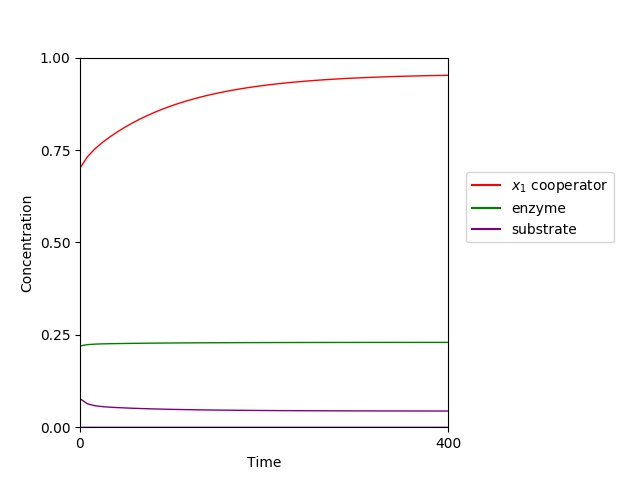 1.00
0.75
0.50
0.25
0.00
Concentration
0
400
Time
x₁ cooperator
enzyme
substrate